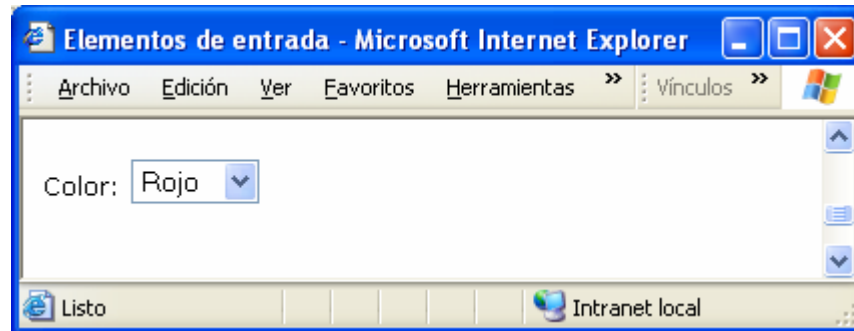 Elementos de entrada - Microsoft Internet Explorer
Archivo Edición Ver Favoritos Herramientas » Vínculos »
Color: Rojo
Listo Intranet local